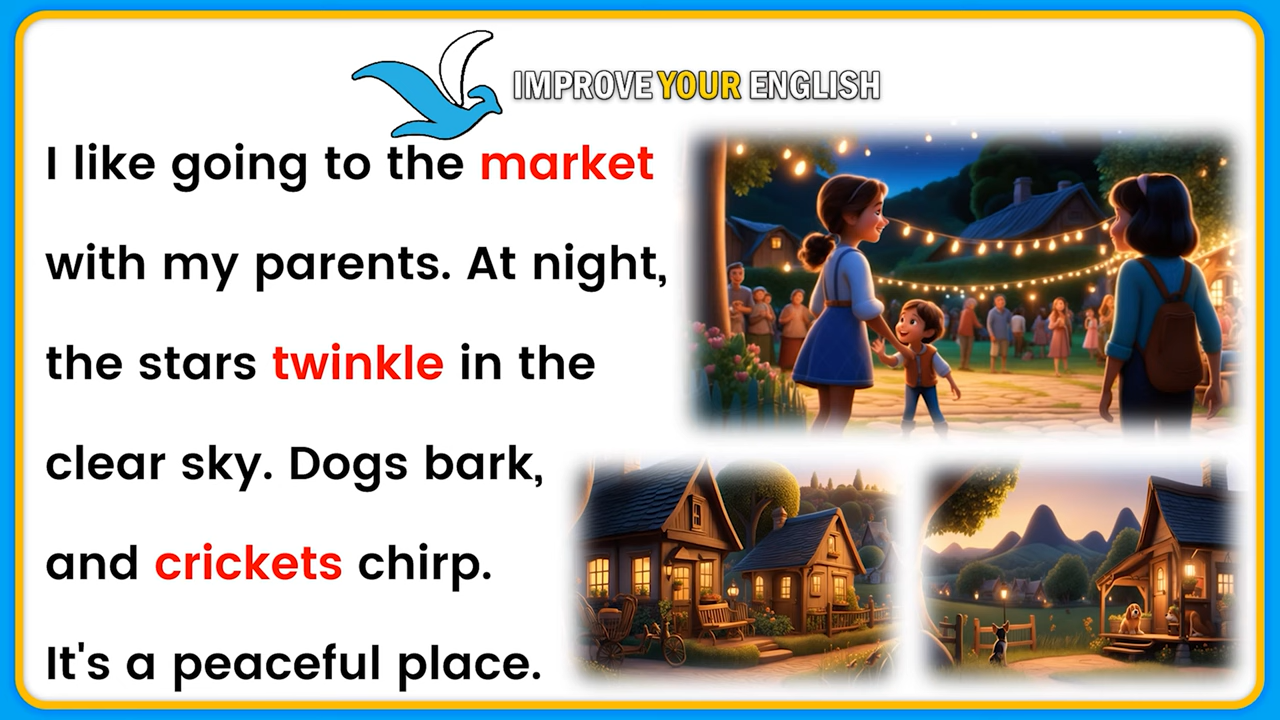 IMPROVE YOUR ENGLISH
I like going to the market
with my parents. At night,
the stars twinkle in the
clear sky. Dogs bark,
and crickets chirp.
It's a peaceful place.